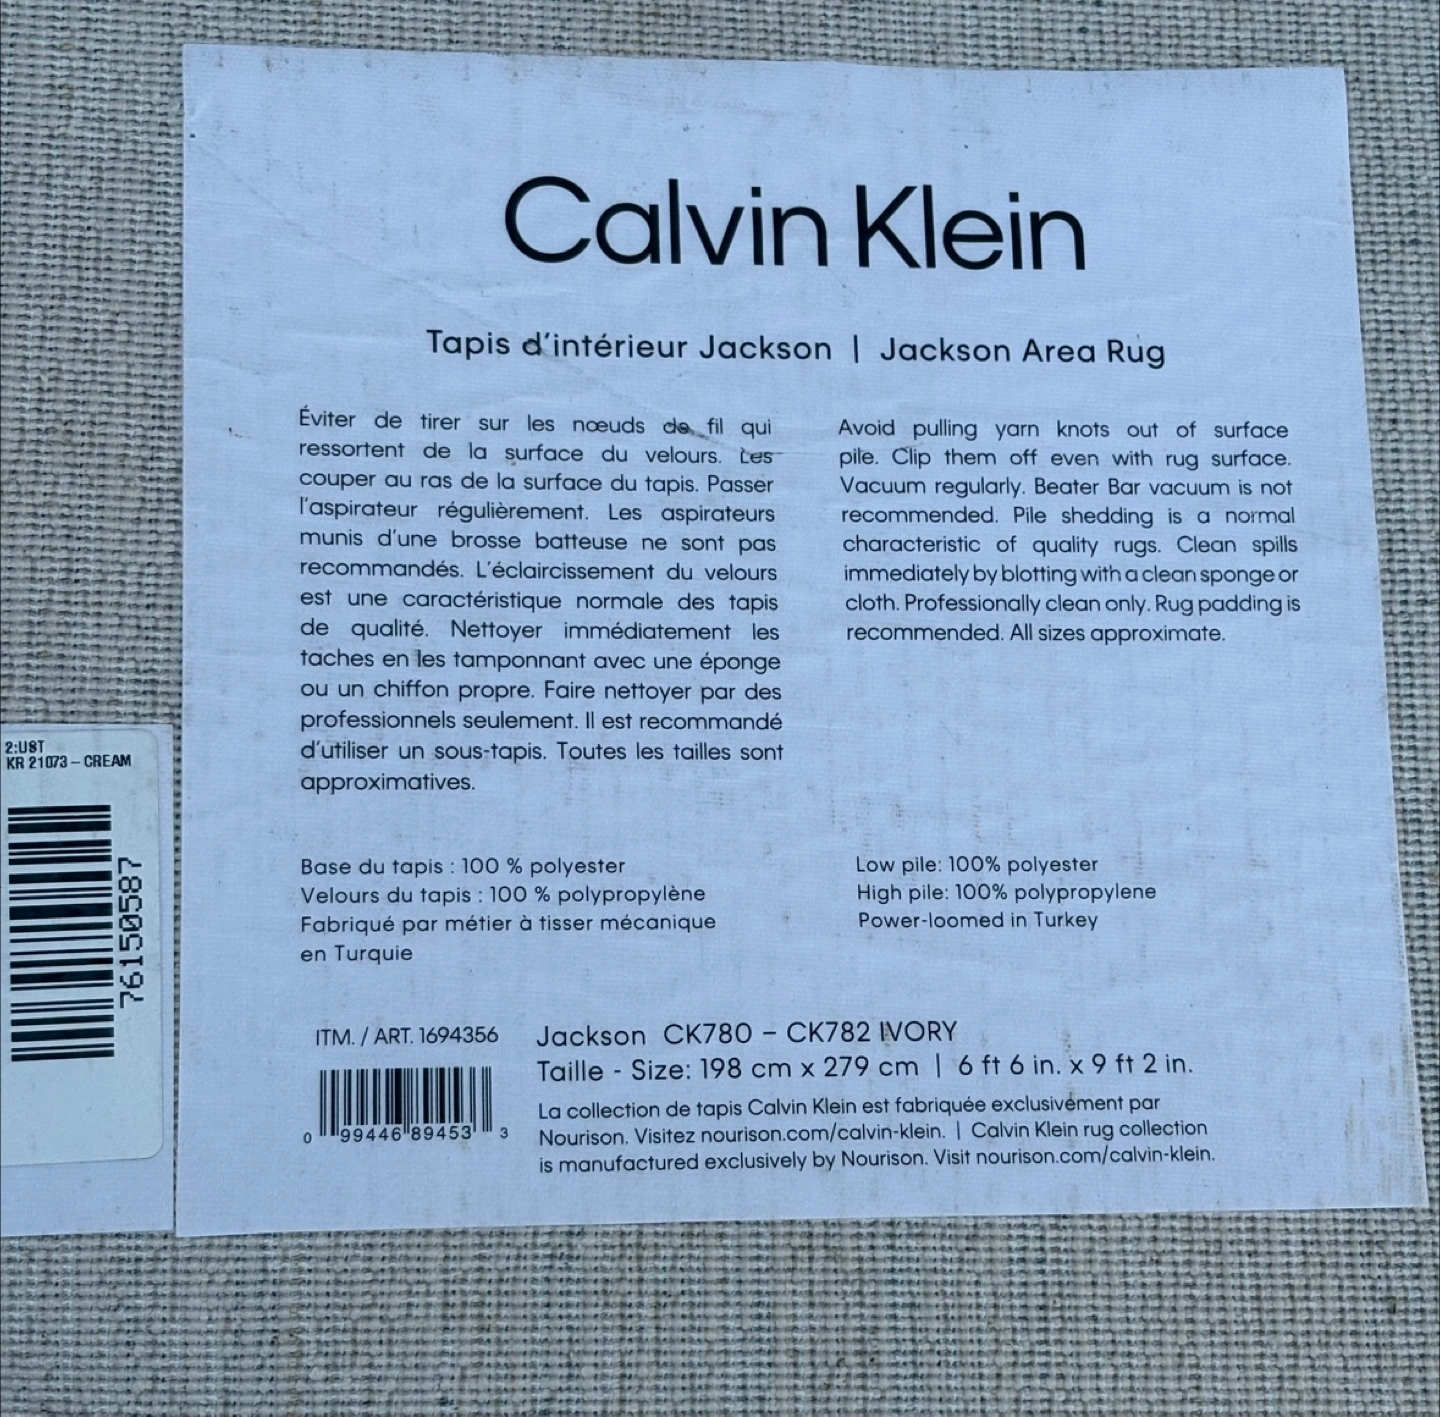 Calvin Klein
Tapis d'intérieur Jackson | Jackson Area Rug
Éviter de tirer sur les nœuds de fil qui
ressortent de la surface du velours. Les
couper au ras de la surface du tapis. Passer
l'aspirateur régulièrement. Les aspirateurs
munis d'une brosse batteuse ne sont pas
recommandés. L'éclaircissement du velours
est une caractéristique normale des tapis
de qualité. Nettoyer immédiatement les
taches en les tamponnant avec une éponge
ou un chiffon propre. Faire nettoyer par des
professionnels seulement. Il est recommandé
d'utiliser un sous-tapis. Toutes les tailles sont
approximatives.
Avoid pulling yarn knots out of surface
pile. Clip them off even with rug surface.
Vacuum regularly. Beater Bar vacuum is not
recommended. Pile shedding is a normal
characteristic of quality rugs. Clean spills
immediately by blotting with a clean sponge or
cloth. Professionally clean only. Rug padding is
recommended. All sizes approximate.
Base du tapis : 100 % polyester
Velours du tapis : 100 % polypropylène
Fabriqué par métier à tisser mécanique
en Turquie
Low pile: 100% polyester
High pile: 100% polypropylene
Power-loomed in Turkey
ITM. / ART. 1694356
0 99446 89453 3
Jackson CK780 – CK782 IVORY
Taille - Size: 198 cm x 279 cm | 6 ft 6 in. x 9 ft 2 in.
La collection de tapis Calvin Klein est fabriquée exclusivement par
Nourison. Visitez nourison.com/calvin-klein. | Calvin Klein rug collection
is manufactured exclusively by Nourison. Visit nourison.com/calvin-klein.
KR 21073 – CREAM
76150587